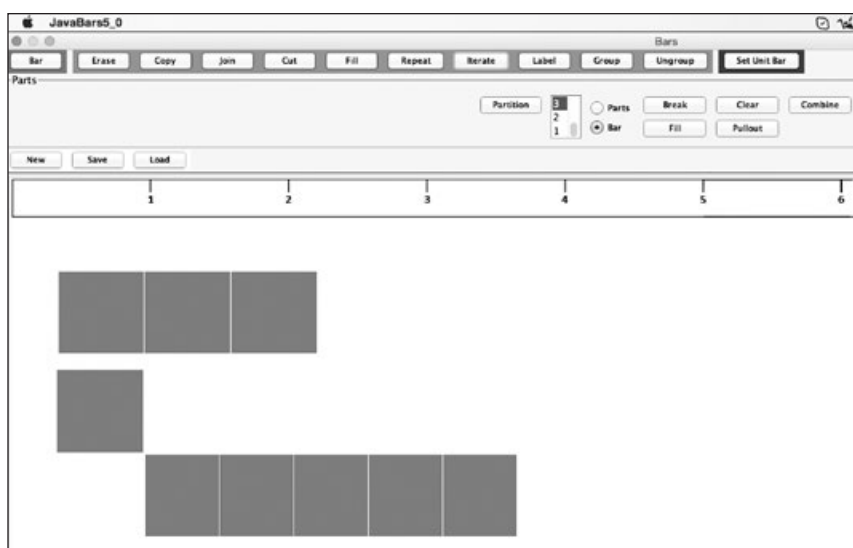 JavaBars5_0
Bars
Bar Erase Copy Join Cut Fill Repeat Iterate Label Group Ungroup Set Unit Bar
Parts
Partition 3 Parts Break Clear Combine
2
1 Bar Fill Pullout
New Save Load
1 2 3 4 5 6